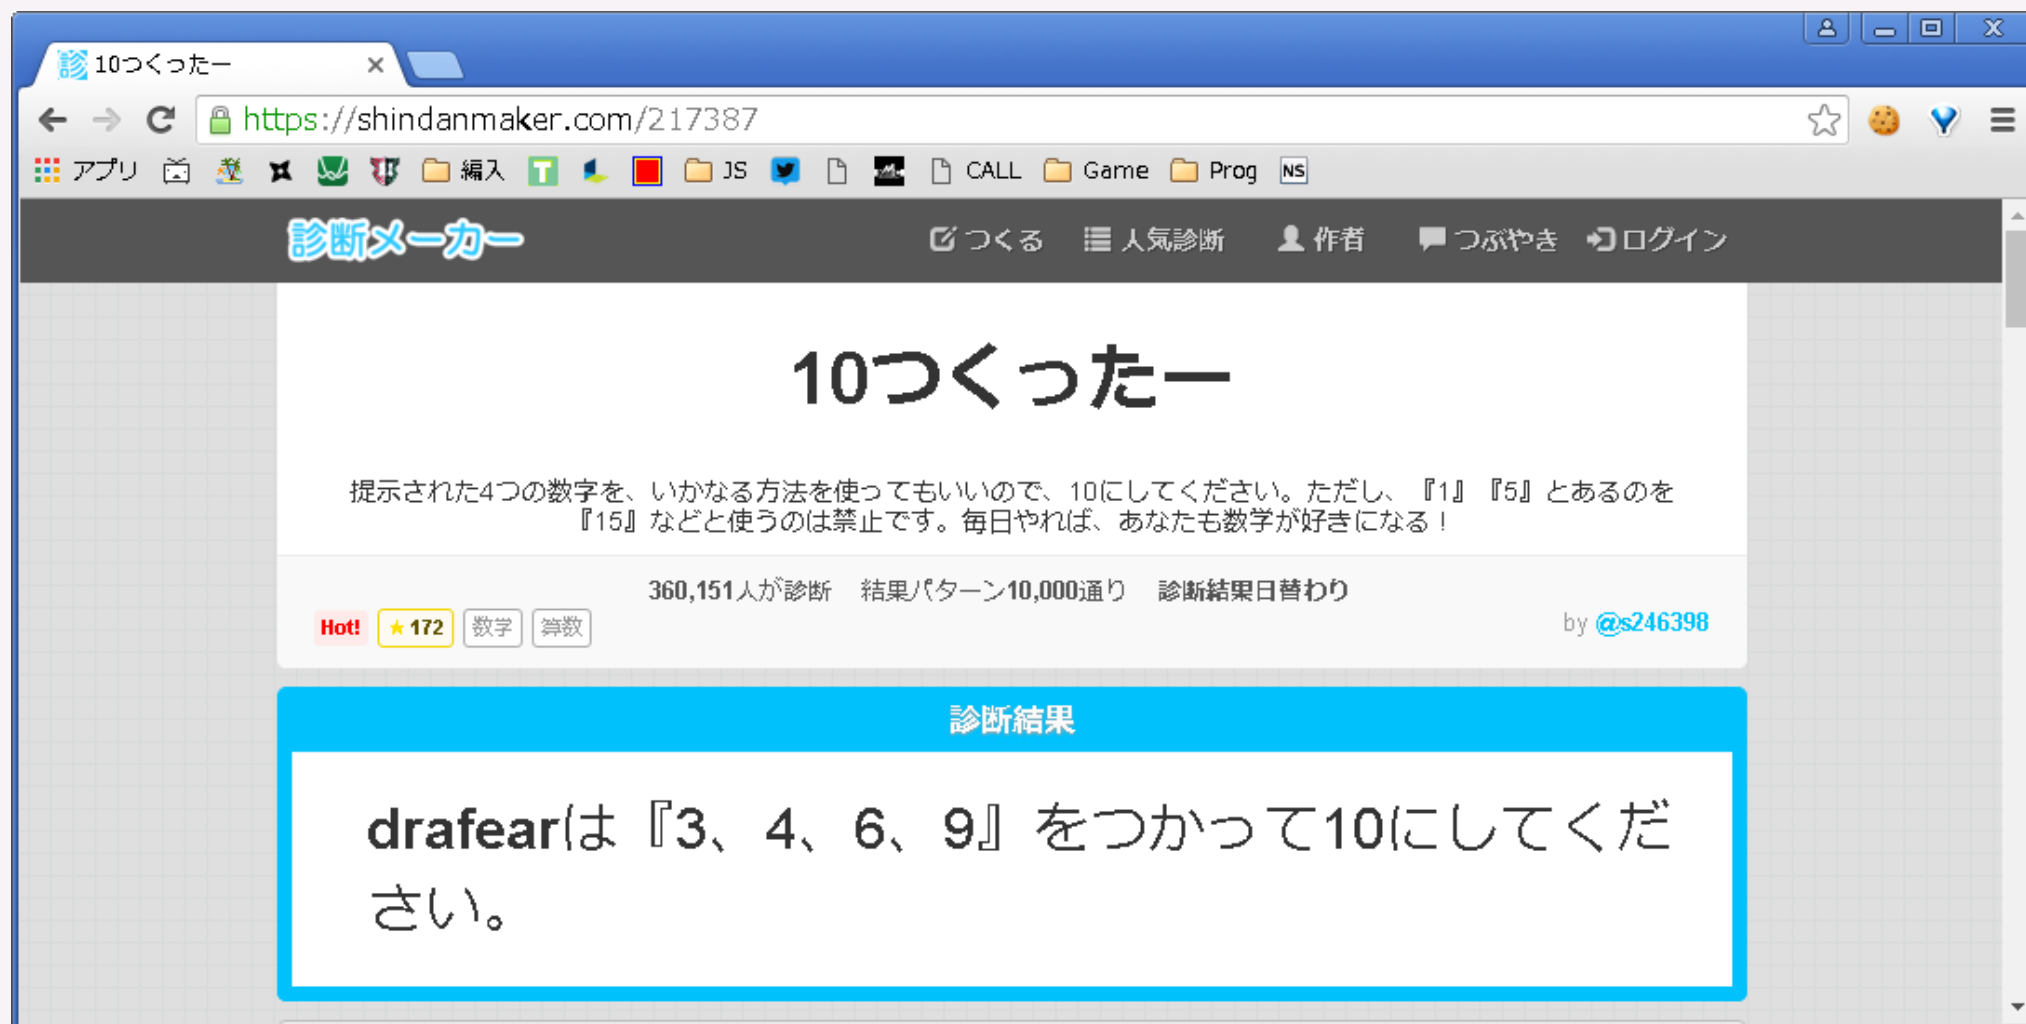 10つくったー
https://shindanmaker.com/217387
アプリ 編入 T JS CALL Game Prog NS
診断メーカー つくる 人気診断 作者 つぶやき ログイン
10つくったー
提示された4つの数字を、いかなる方法を使ってもいいので、10にしてください。ただし、『1』『5』とあるのを
『15』などと使うのは禁止です。毎日やれば、あなたも数学が好きになる！
360,151人が診断 結果パターン10,000通り 診断結果日替わり
Hot! ★172 数学 算数 by @s246398
診断結果
drafearは『3、4、6、9』をつかって10にしてくだ
さい。